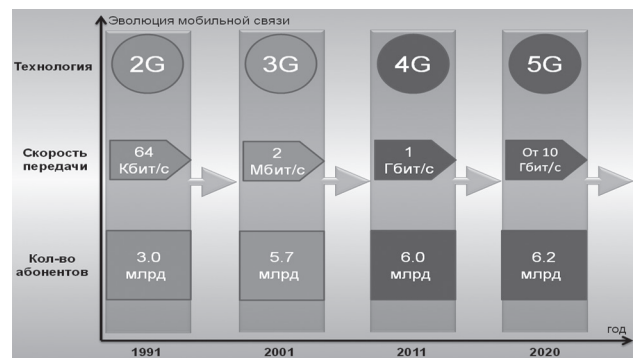 Эволюция мобильной связи
Технология
2G
3G
4G
5G
Скорость
передачи
64
Кбит/с
2
Мбит/с
1
Гбит/с
От 10
Гбит/с
Кол-во
абонентов
3.0
млрд
5.7
млрд
6.0
млрд
6.2
млрд
год
1991
2001
2011
2020